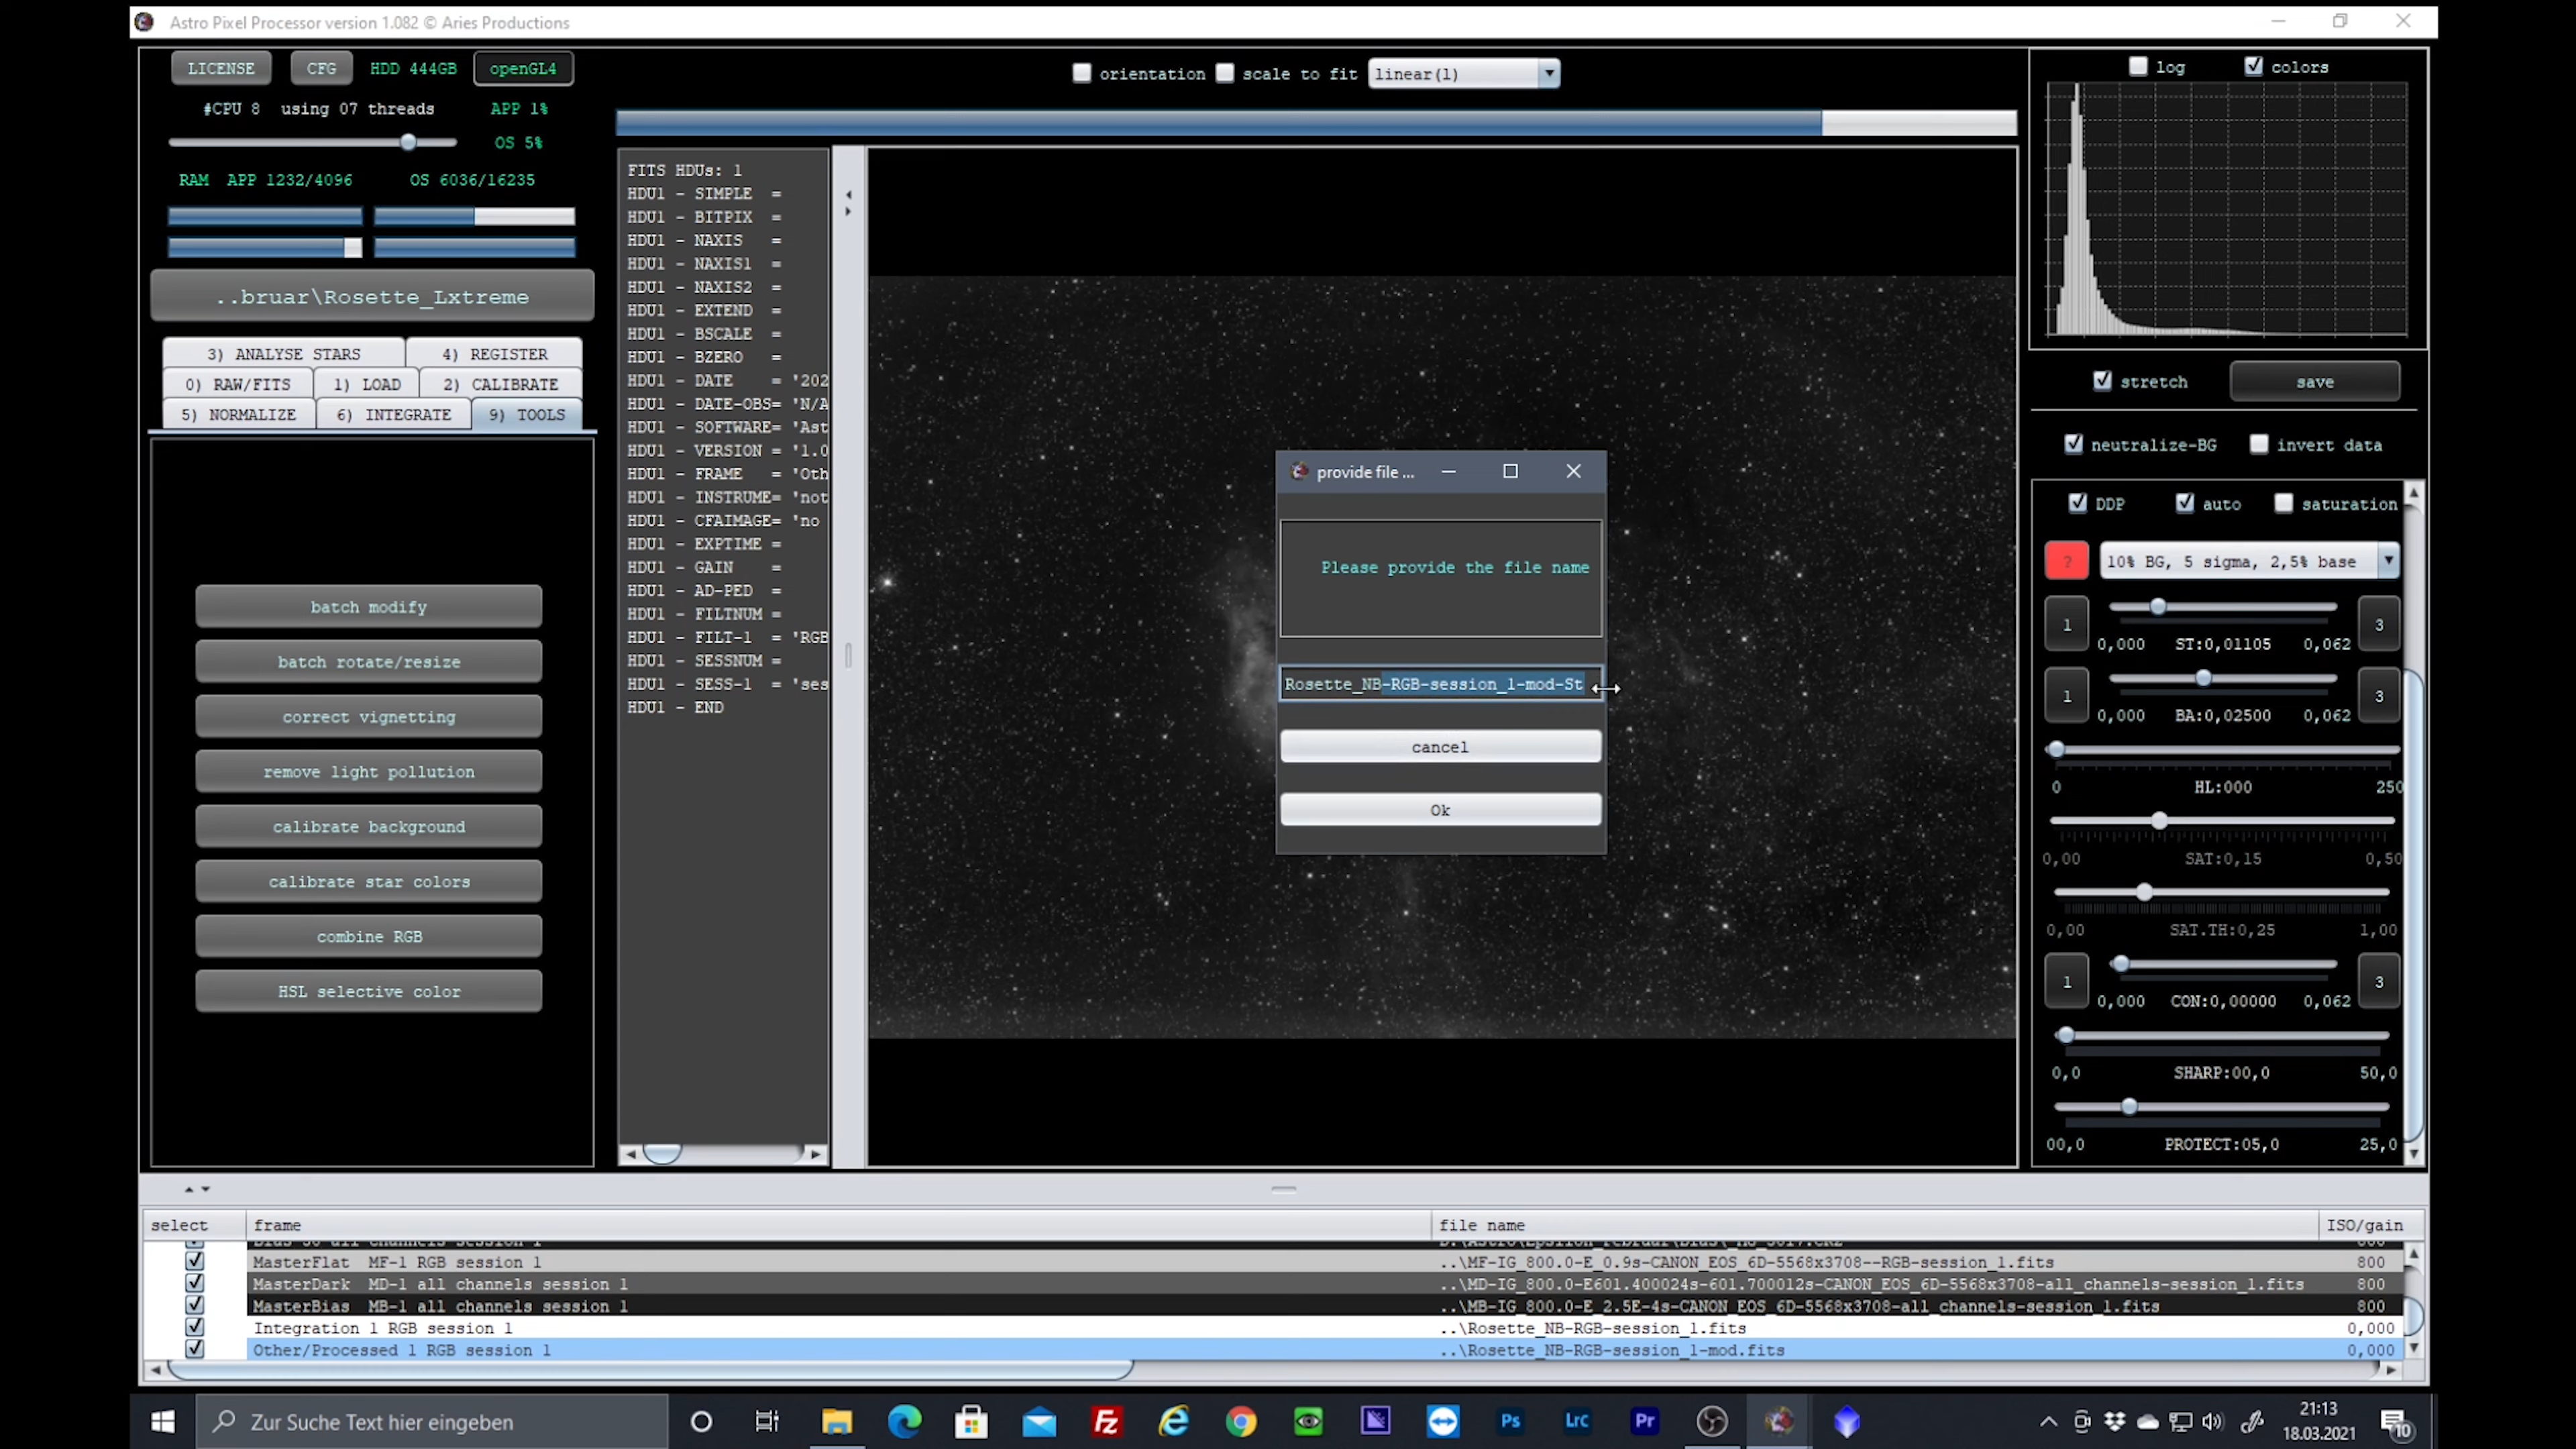 Astro Pixel Processor version 1.082 © Aries Productions
LICENSE
CFG
HDD 444GB
openGL4
#CPU 8 using 07 threads
APP 1%
OS 5%
RAM APP 1232/4096
OS 6036/16235
..bruar\Rosette_Lxtreme
3) ANALYSE STARS
4) REGISTER
0) RAW/FITS
1) LOAD
2) CALIBRATE
5) NORMALIZE
6) INTEGRATE
9) TOOLS
batch modify
batch rotate/resize
correct vignetting
remove light pollution
calibrate background
calibrate star colors
combine RGB
HSL selective color
orientation
scale to fit
linear(l)
FITS HDUs: 1
HDU1 - SIMPLE =
HDU1 - BITPIX =
HDU1 - NAXIS =
HDU1 - NAXIS1 =
HDU1 - NAXIS2 =
HDU1 - EXTEND =
HDU1 - BSCALE =
HDU1 - BZERO =
HDU1 - DATE = '202
HDU1 - DATE-OBS= 'N/A
HDU1 - SOFTWARE= 'Ast
HDU1 - VERSION = '1.0
HDU1 - FRAME = 'Oth
HDU1 - INSTRUME= 'not
HDU1 - CFAIMAGE= 'no
HDU1 - EXPTIME =
HDU1 - GAIN =
HDU1 - AD-PED =
HDU1 - FILTNUM =
HDU1 - FILT-1 = 'RGB
HDU1 - SESSNUM =
HDU1 - SESS-1 = 'ses
HDU1 - END
provide file ...
Please provide the file name
Rosette_NB-RGB-session_1-mod-St
cancel
Ok
log
colors
stretch
save
neutralize-BG
invert data
DDP
auto
saturation
?
10% BG, 5 sigma, 2,5% base
1
3
0,000 ST:0,01105 0,062
1
3
0,000 BA:0,02500 0,062
0 HL:000 250
0,00 SAT:0,15 0,50
0,00 SAT.TH:0,25 1,00
1
3
0,000 CON:0,00000 0,062
0,0 SHARP:00,0 50,0
00,0 PROTECT:05,0 25,0
select
frame
file name
ISO/gain
MasterFlat MF-1 RGB session 1
..\MF-IG_800.0-E_0.9s-CANON_EOS_6D-5568x3708--RGB-session_1.fits
800
MasterDark MD-1 all channels session 1
..\MD-IG_800.0-E601.400024s-601.700012s-CANON_EOS_6D-5568x3708-all_channels-session_1.fits
800
MasterBias MB-1 all channels session 1
..\MB-IG_800.0-E_2.5E-4s-CANON_EOS_6D-5568x3708-all_channels-session_1.fits
800
Integration 1 RGB session 1
..\Rosette_NB-RGB-session_1.fits
0,000
Other/Processed 1 RGB session 1
..\Rosette_NB-RGB-session_1-mod.fits
0,000
Zur Suche Text hier eingeben
Fz
Ps
Lrc
Pr
21:13
18.03.2021
10